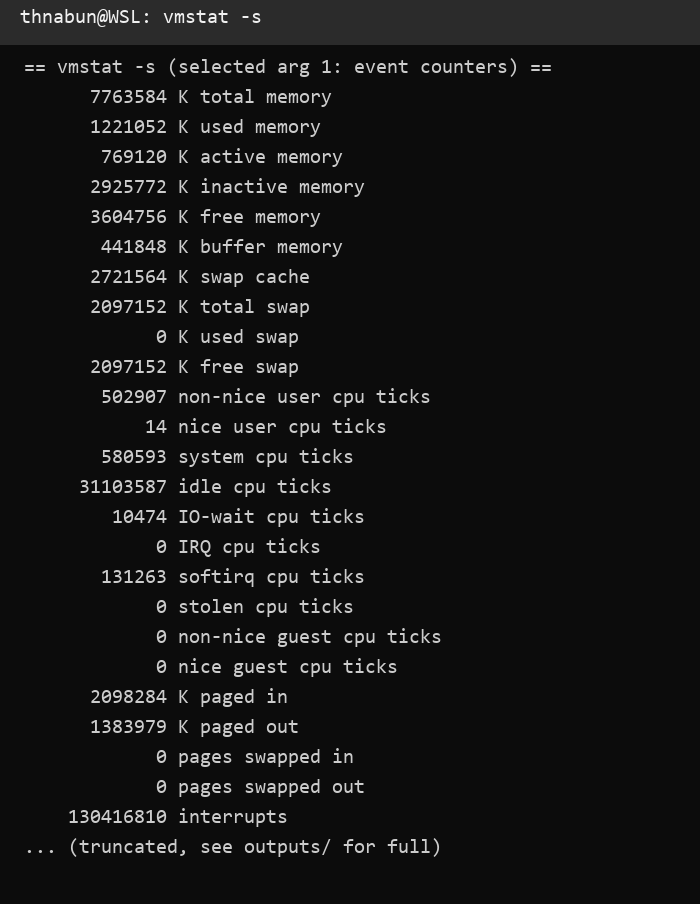 thnabun@WSL: vmstat -s
== vmstat -s (selected arg 1: event counters) ==
7763584 K total memory
1221052 K used memory
769120 K active memory
2925772 K inactive memory
3604756 K free memory
441848 K buffer memory
2721564 K swap cache
2097152 K total swap
0 K used swap
2097152 K free swap
502907 non-nice user cpu ticks
14 nice user cpu ticks
580593 system cpu ticks
31103587 idle cpu ticks
10474 IO-wait cpu ticks
0 IRQ cpu ticks
131263 softirq cpu ticks
0 stolen cpu ticks
0 non-nice guest cpu ticks
0 nice guest cpu ticks
2098284 K paged in
1383979 K paged out
0 pages swapped in
0 pages swapped out
130416810 interrupts
... (truncated, see outputs/ for full)